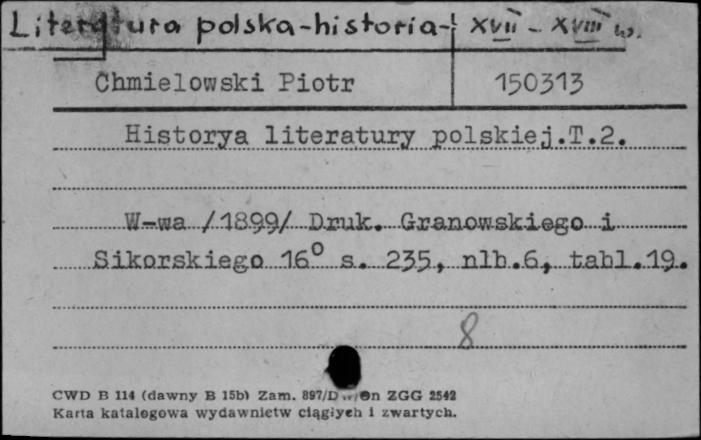 Literatura polska-historia-XVII - XVIII w.
Chmielowski Piotr 150313
Historya literatury polskiej.T.2.
W-wa /1899/ Druk. Granowskiego i
Sikorskiego 16° s. 235, nlb.6, tabl.19.
8
CWD B 114 (dawny B 15b) Zam. 897/D ZGG 2542
Karta katalogowa wydawnictw ciągłych i zwartych.